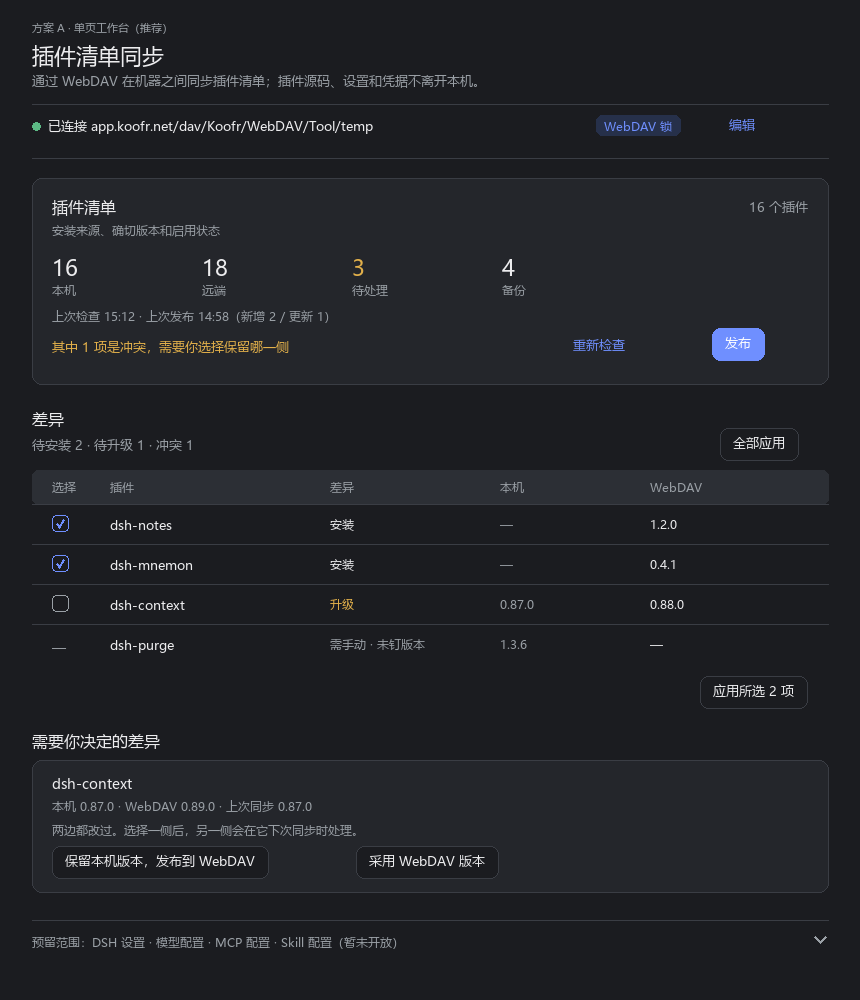 方案 A · 单页工作台（推荐）
插件清单同步
通过 WebDAV 在机器之间同步插件清单；插件源码、设置和凭据不离开本机。
已连接 app.koofr.net/dav/Koofr/WebDAV/Tool/temp WebDAV 锁 编辑
插件清单 16 个插件
安装来源、确切版本和启用状态
16 18 3 4
本机 远端 待处理 备份
上次检查 15:12 · 上次发布 14:58（新增 2 / 更新 1）
其中 1 项是冲突，需要你选择保留哪一侧 重新检查 发布
差异
待安装 2 · 待升级 1 · 冲突 1 全部应用
选择 插件 差异 本机 WebDAV
dsh-notes 安装 — 1.2.0
dsh-mnemon 安装 — 0.4.1
dsh-context 升级 0.87.0 0.88.0
— dsh-purge 需手动 · 未钉版本 1.3.6 —
应用所选 2 项
需要你决定的差异
dsh-context
本机 0.87.0 · WebDAV 0.89.0 · 上次同步 0.87.0
两边都改过。选择一侧后，另一侧会在它下次同步时处理。
保留本机版本，发布到 WebDAV 采用 WebDAV 版本
预留范围：DSH 设置 · 模型配置 · MCP 配置 · Skill 配置（暂未开放）